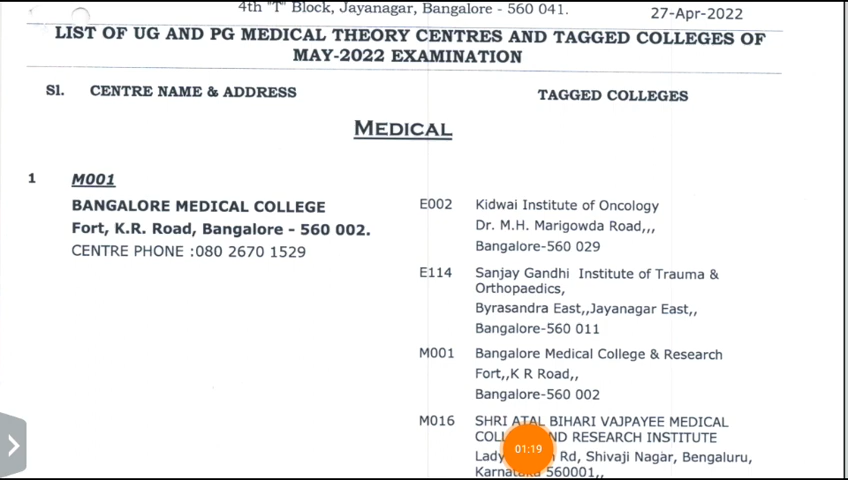 4th "T" Block, Jayanagar, Bangalore - 560 041.
27-Apr-2022
LIST OF UG AND PG MEDICAL THEORY CENTRES AND TAGGED COLLEGES OF
MAY-2022 EXAMINATION
Sl. CENTRE NAME & ADDRESS TAGGED COLLEGES
MEDICAL
1 M001
BANGALORE MEDICAL COLLEGE
Fort, K.R. Road, Bangalore - 560 002.
CENTRE PHONE :080 2670 1529
E002 Kidwai Institute of Oncology
Dr. M.H. Marigowda Road,,,
Bangalore-560 029
E114 Sanjay Gandhi Institute of Trauma &
Orthopaedics,
Byrasandra East,,Jayanagar East,,
Bangalore-560 011
M001 Bangalore Medical College & Research
Fort,,K R Road,,
Bangalore-560 002
M016 SHRI ATAL BIHARI VAJPAYEE MEDICAL
RESEARCH INSTITUTE
Rd, Shivaji Nagar, Bengaluru,
560001,,
01:19